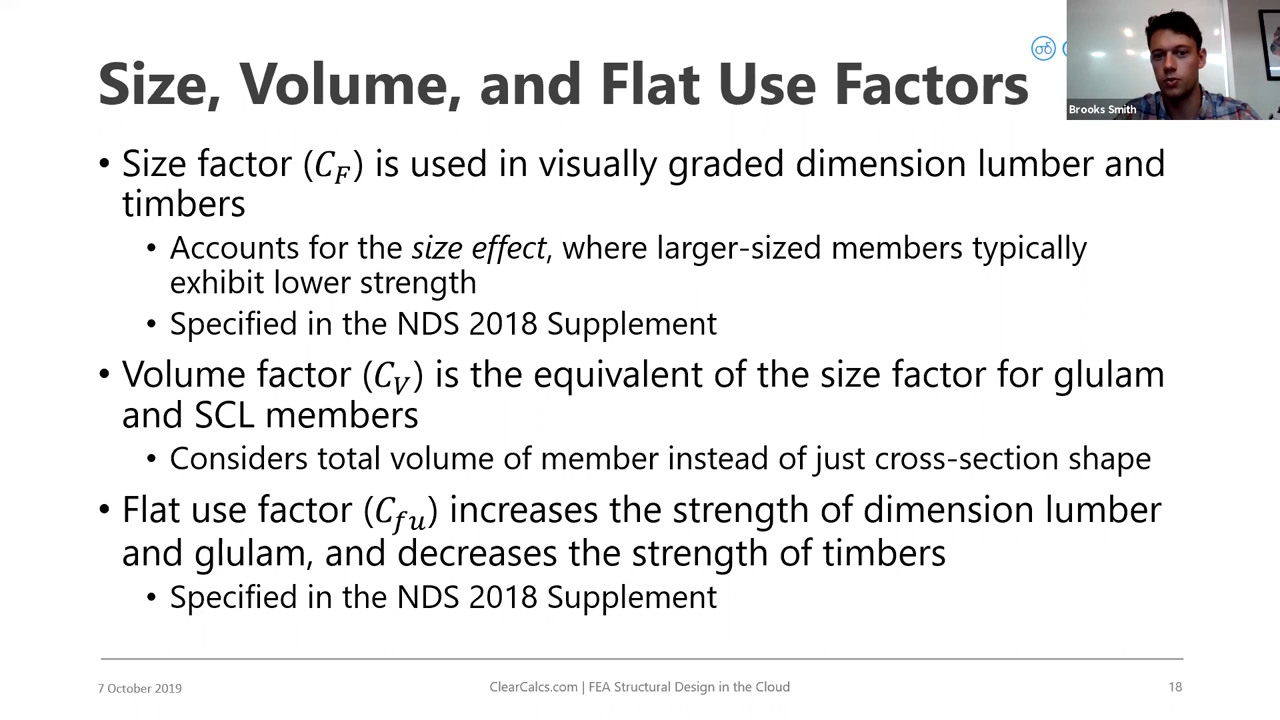 Size, Volume, and Flat Use Factors
Brooks Smith
• Size factor (C_F) is used in visually graded dimension lumber and
timbers
• Accounts for the size effect, where larger-sized members typically
exhibit lower strength
• Specified in the NDS 2018 Supplement
• Volume factor (C_V) is the equivalent of the size factor for glulam
and SCL members
• Considers total volume of member instead of just cross-section shape
• Flat use factor (C_fu) increases the strength of dimension lumber
and glulam, and decreases the strength of timbers
• Specified in the NDS 2018 Supplement
7 October 2019
ClearCalcs.com | FEA Structural Design in the Cloud
18